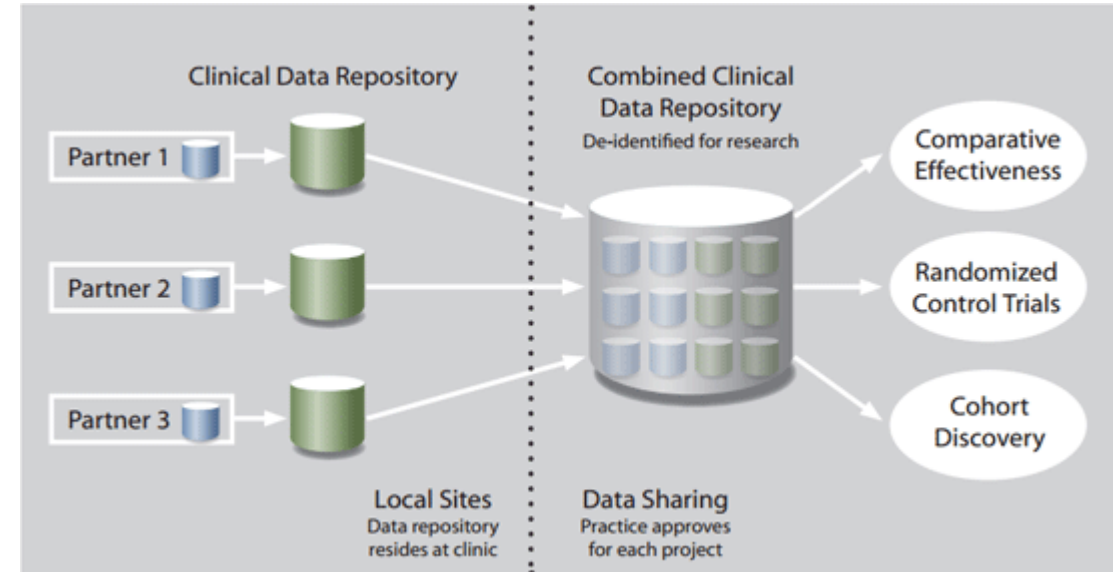 Clinical Data Repository
Partner 1
Partner 2
Partner 3
Local Sites
Data repository
resides at clinic
Combined Clinical
Data Repository
De-identified for research
Data Sharing
Practice approves
for each project
Comparative
Effectiveness
Randomized
Control Trials
Cohort
Discovery